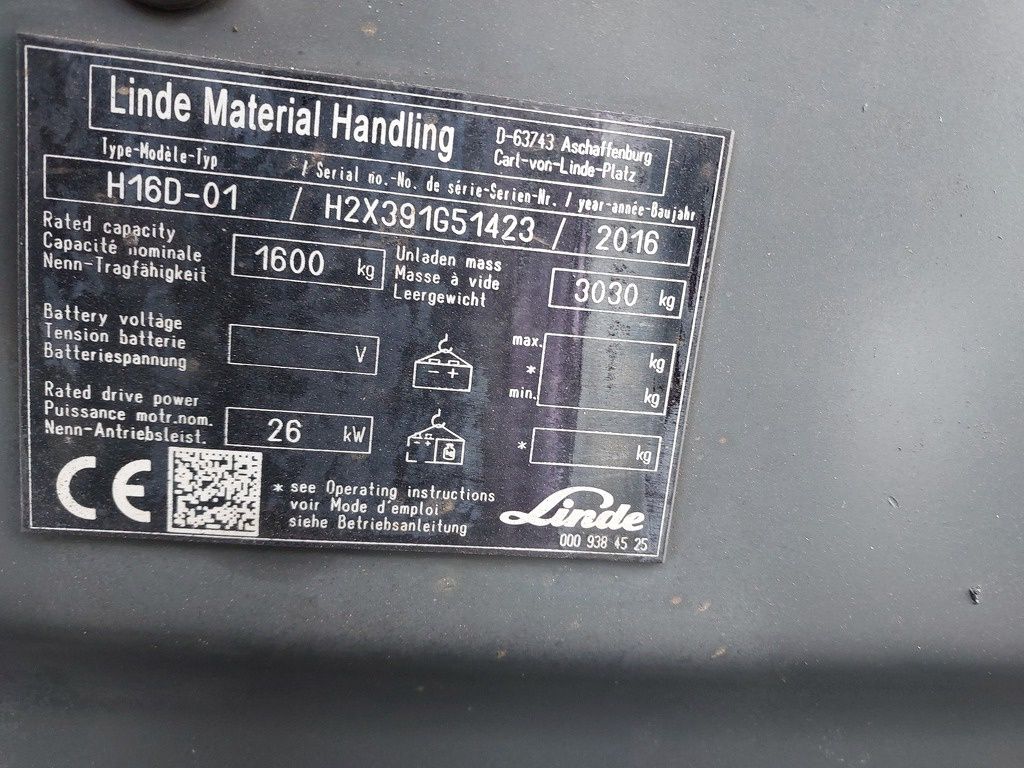 Linde Material Handling
D-63743 Aschaffenburg
Carl-von-Linde-Platz
Type-Modèle-Typ / Serial no.-No. de série-Serien-Nr. / year-année-Baujahr
H16D-01 / H2X391G51423 / 2016
Rated capacity
Capacité nominale
Nenn-Tragfähigkeit
1600 kg
Unladen mass
Masse à vide
Leergewicht
3030 kg
Battery voltage
Tension batterie
Batteriespannung
V
- +
max.
*
min.
kg
kg
Rated drive power
Puissance motr.nom.
Nenn-Antriebsleist.
26 kW
- +
* kg
CE
* see Operating instructions
voir Mode d'emploi
siehe Betriebsanleitung
Linde
000 938 45 25